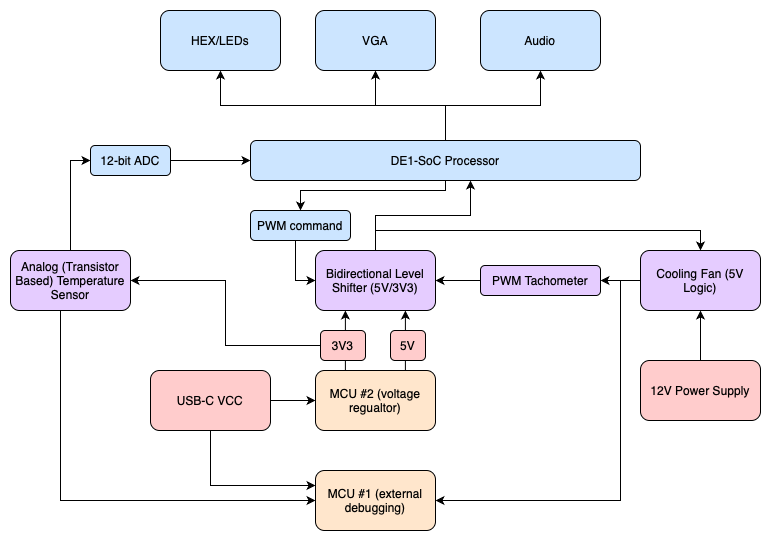 HEX/LEDs
VGA
Audio
12-bit ADC
DE1-SoC Processor
PWM command
Analog (Transistor
Based) Temperature
Sensor
Bidirectional Level
Shifter (5V/3V3)
PWM Tachometer
Cooling Fan (5V
Logic)
3V3
5V
USB-C VCC
MCU #2 (voltage
regualtor)
12V Power Supply
MCU #1 (external
debugging)